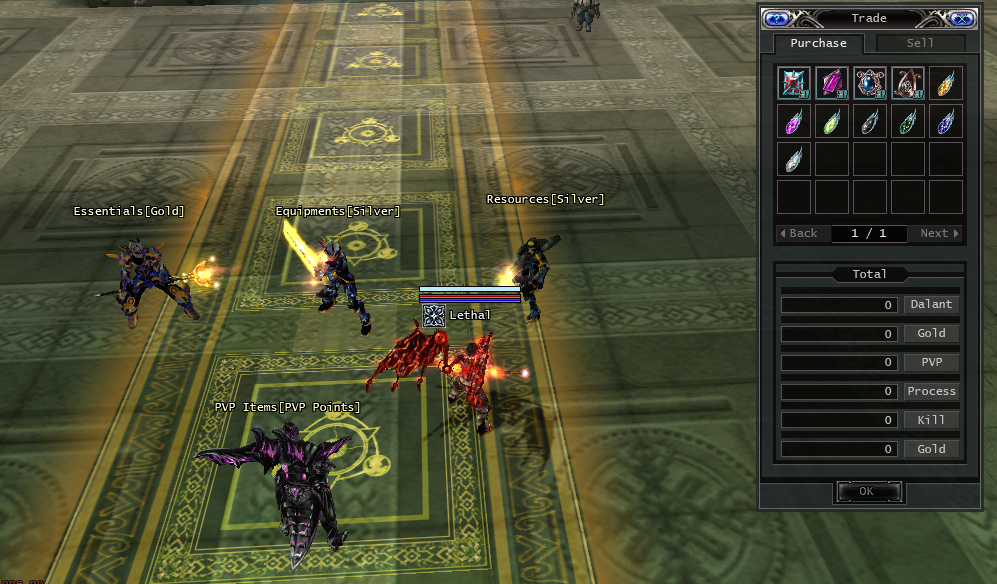 ? Trade X
Purchase Sell
Essentials[Gold]
Equipments[Silver]
Resources[Silver]
Back 1 / 1 Next
Total
0 Dalant
Lethal
0 Gold
0 PVP
0 Process
PVP Items[PVP Points]
0 Kill
0 Gold
OK